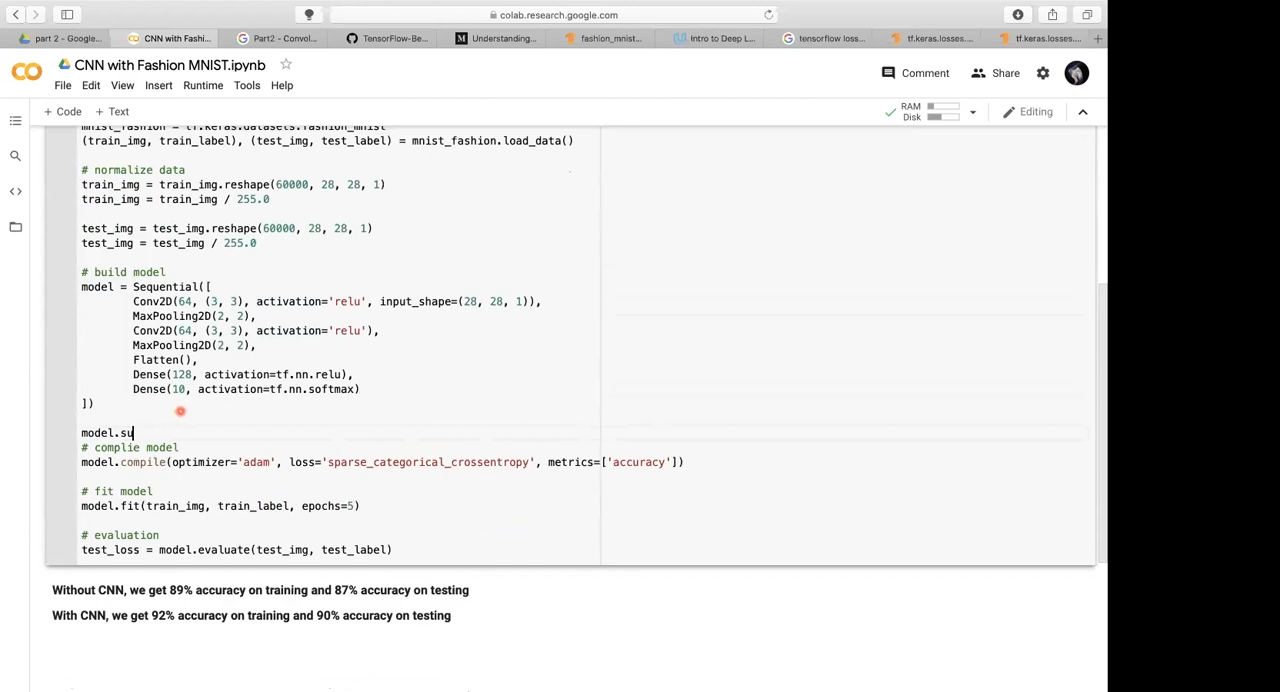 colab.research.google.com
part 2 - Google...
CNN with Fashi...
Part2 - Convol...
TensorFlow-Be...
Understanding...
fashion_mnist...
Intro to Deep L...
tensorflow loss...
tf.keras.losses....
tf.keras.losses....
CNN with Fashion MNIST.ipynb
Comment
Share
File Edit View Insert Runtime Tools Help
+ Code + Text
RAM
Disk
Editing
mnist_fashion = tf.keras.datasets.fashion_mnist
(train_img, train_label), (test_img, test_label) = mnist_fashion.load_data()
# normalize data
train_img = train_img.reshape(60000, 28, 28, 1)
train_img = train_img / 255.0
test_img = test_img.reshape(60000, 28, 28, 1)
test_img = test_img / 255.0
# build model
model = Sequential([
Conv2D(64, (3, 3), activation='relu', input_shape=(28, 28, 1)),
MaxPooling2D(2, 2),
Conv2D(64, (3, 3), activation='relu'),
MaxPooling2D(2, 2),
Flatten(),
Dense(128, activation=tf.nn.relu),
Dense(10, activation=tf.nn.softmax)
])
model.su
# complie model
model.compile(optimizer='adam', loss='sparse_categorical_crossentropy', metrics=['accuracy'])
# fit model
model.fit(train_img, train_label, epochs=5)
# evaluation
test_loss = model.evaluate(test_img, test_label)
Without CNN, we get 89% accuracy on training and 87% accuracy on testing
With CNN, we get 92% accuracy on training and 90% accuracy on testing